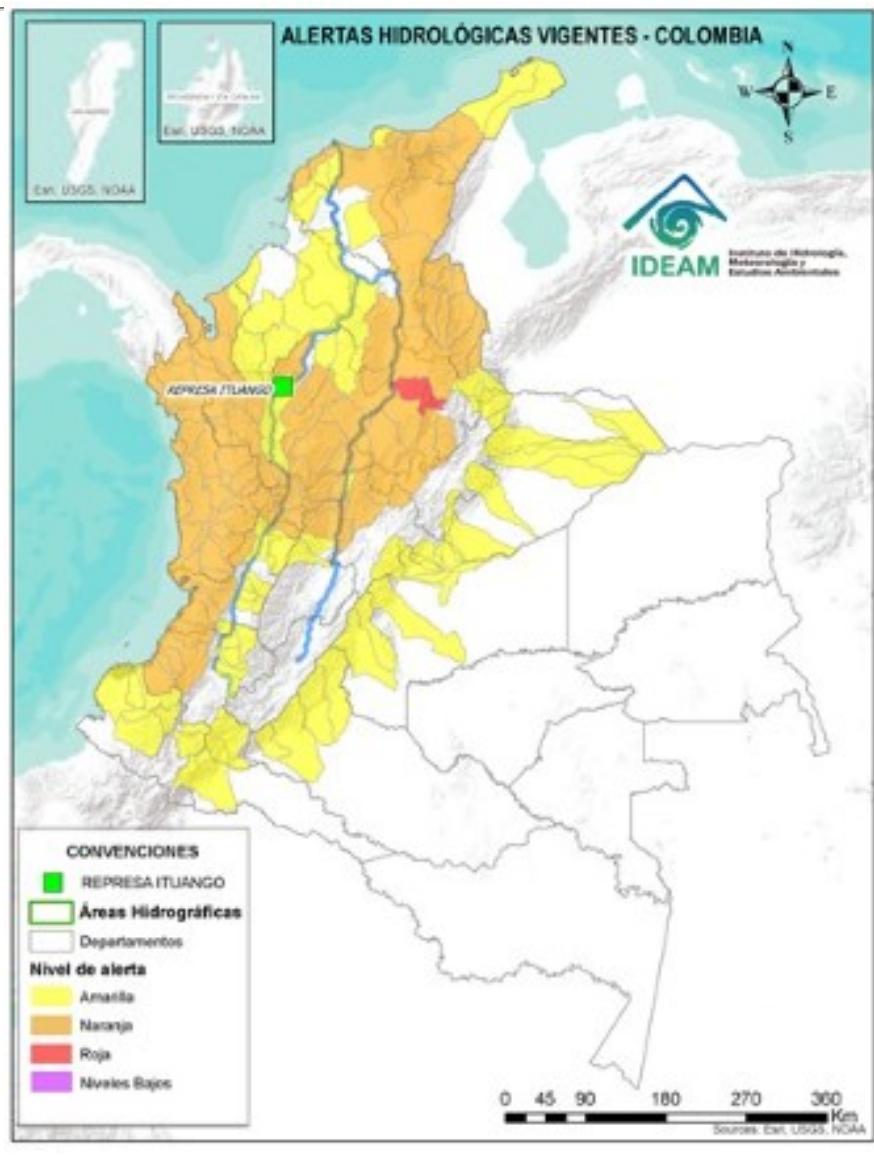 ALERTAS HIDROLÓGICAS VIGENTES - COLOMBIA
N
W
E
S
Esri, USGS, NOAA
Esri, USGS, NOAA
IDEAM
Instituto de Hidrología,
Meteorología y
Estudios Ambientales
REPRESA ITUANGO
CONVENCIONES
REPRESA ITUANGO
Áreas Hidrográficas
Departamentos
Nivel de alerta
Amarilla
Naranja
Roja
Niveles Bajos
0 45 90 180 270 360
Km
Sources: Esri, USGS, NOAA